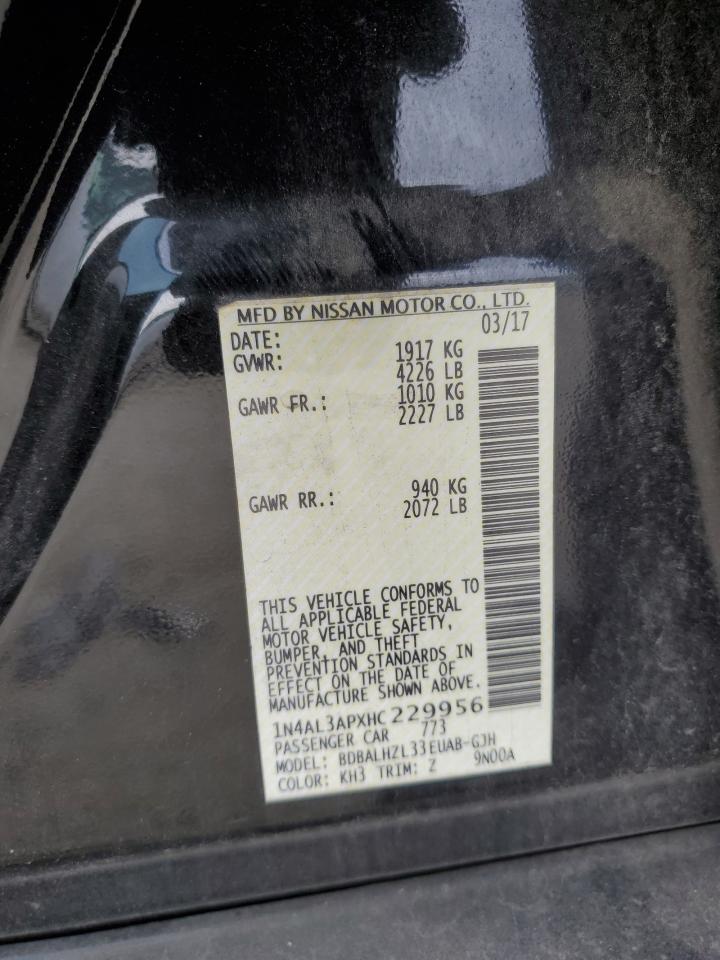 MFD BY NISSAN MOTOR CO., LTD.
DATE: 03/17
GVWR: 1917 KG
4226 LB
GAWR FR.: 1010 KG
2227 LB
GAWR RR.: 940 KG
2072 LB
THIS VEHICLE CONFORMS TO
ALL APPLICABLE FEDERAL
MOTOR VEHICLE SAFETY,
BUMPER, AND THEFT
PREVENTION STANDARDS IN
EFFECT ON THE DATE OF
MANUFACTURE SHOWN ABOVE.
1N4AL3APXHC229956
PASSENGER CAR 773
MODEL: BDBALHZL33EUAB-GJH
COLOR: KH3 TRIM: Z 9N00A